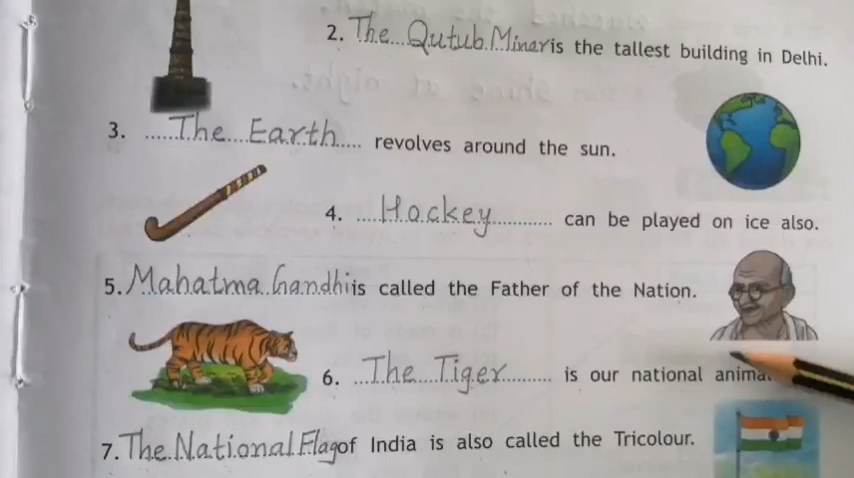 2. The Qutub Minar is the tallest building in Delhi.
3. The Earth revolves around the sun.
4. Hockey can be played on ice also.
5. Mahatma Gandhi is called the Father of the Nation.
6. The Tiger is our national animal.
7. The National Flag of India is also called the Tricolour.